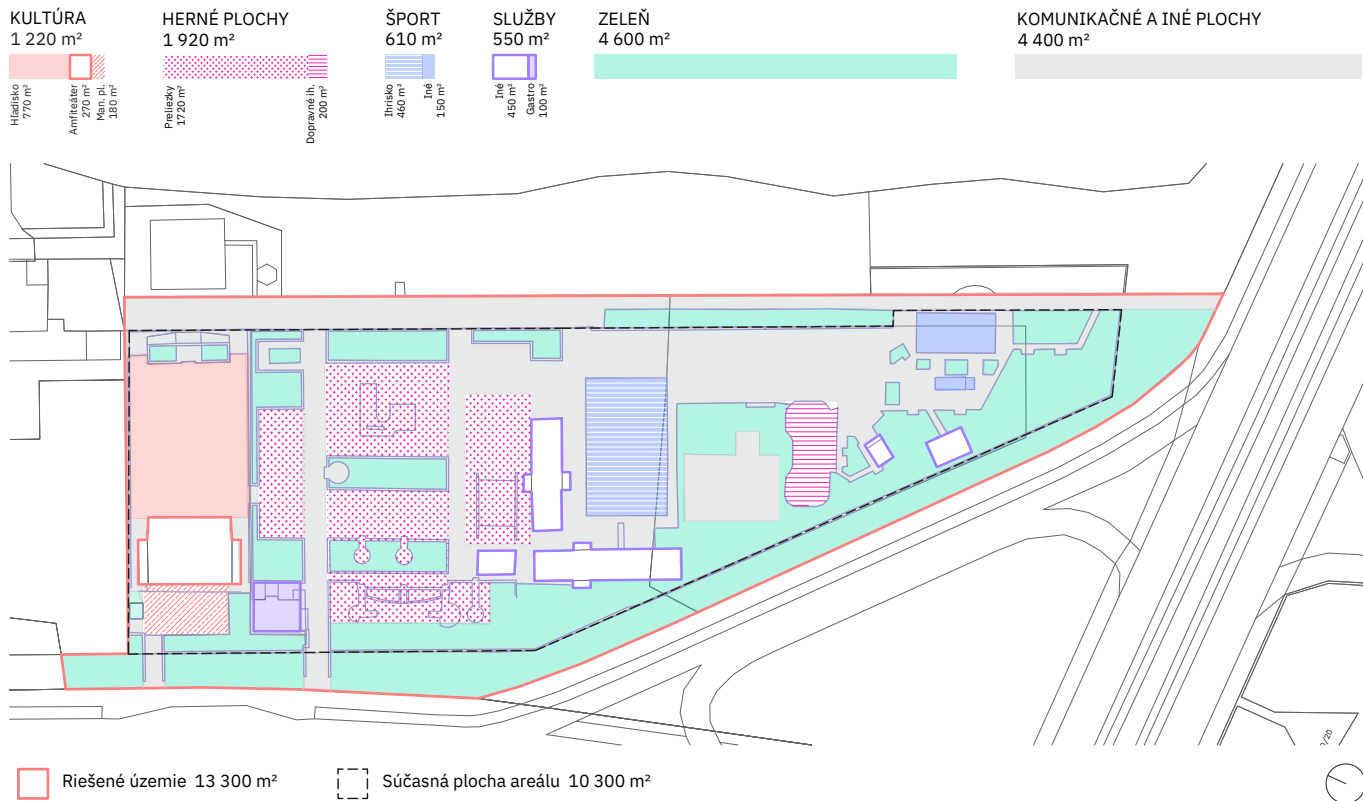 KULTÚRA
1 220 m²
Hľadisko
770 m²
Amfiteáter
270 m²
Man. pl.
180 m²
HERNÉ PLOCHY
1 920 m²
Preliezky
1720 m²
Dopravné ih.
200 m²
ŠPORT
610 m²
Ihrisko
460 m²
Iné
150 m²
SLUŽBY
550 m²
Iné
450 m²
Gastro
100 m²
ZELEŇ
4 600 m²
KOMUNIKAČNÉ A INÉ PLOCHY
4 400 m²
Riešené územie 13 300 m²
Súčasná plocha areálu 10 300 m²